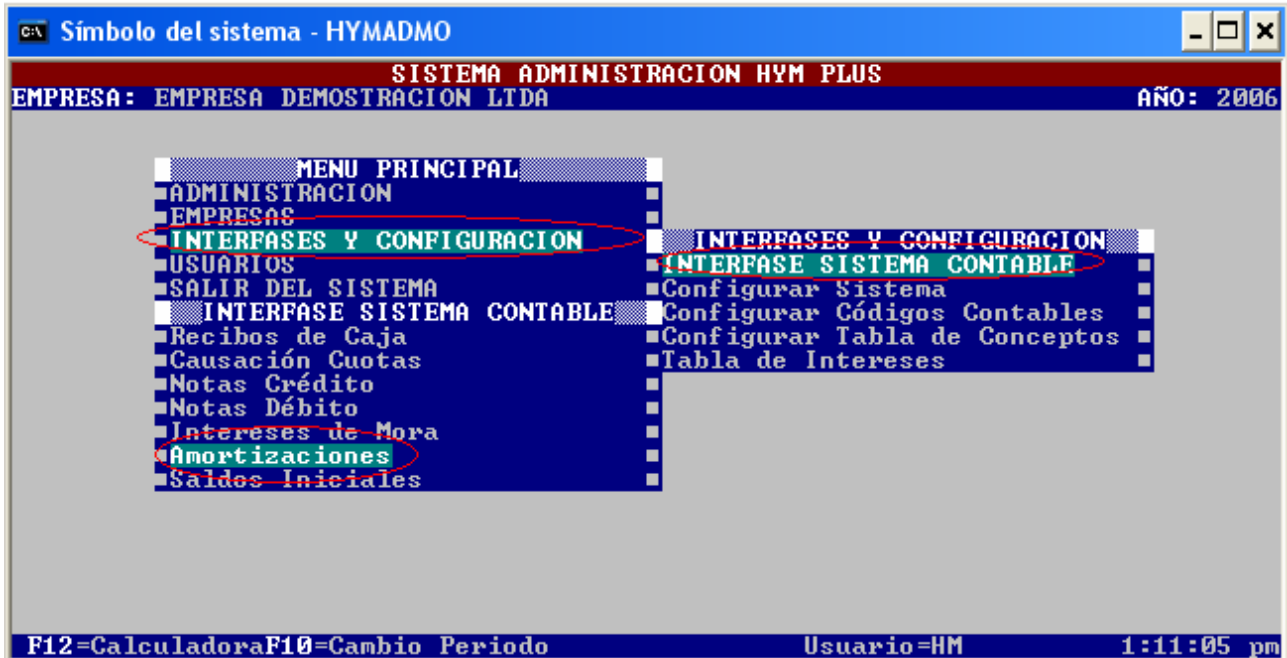 Símbolo del sistema - HYMADMO
SISTEMA ADMINISTRACION HYM PLUS
EMPRESA: EMPRESA DEMOSTRACION LTDA AÑO: 2006
MENU PRINCIPAL
ADMINISTRACION
EMPRESAS
INTERFASES Y CONFIGURACION
USUARIOS
SALIR DEL SISTEMA
INTERFASES Y CONFIGURACION
INTERFASE SISTEMA CONTABLE
Configurar Sistema
Configurar Códigos Contables
Configurar Tabla de Conceptos
Tabla de Intereses
INTERFASE SISTEMA CONTABLE
Recibos de Caja
Causación Cuotas
Notas Crédito
Notas Débito
Intereses de Mora
Amortizaciones
Saldos Iniciales
F12=CalculadoraF10=Cambio Periodo Usuario=HM 1:11:05 pm